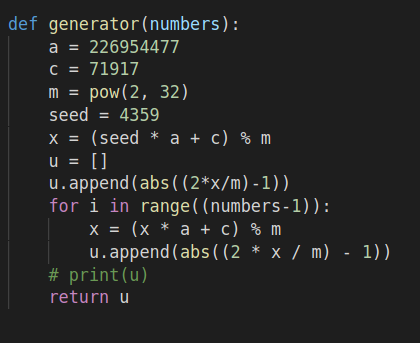 def generator(numbers):
    a = 226954477
    c = 71917
    m = pow(2, 32)
    seed = 4359
    x = (seed * a + c) % m
    u = []
    u.append(abs((2*x/m)-1))
    for i in range((numbers-1)):
        x = (x * a + c) % m
        u.append(abs((2 * x / m) - 1))
    # print(u)
    return u